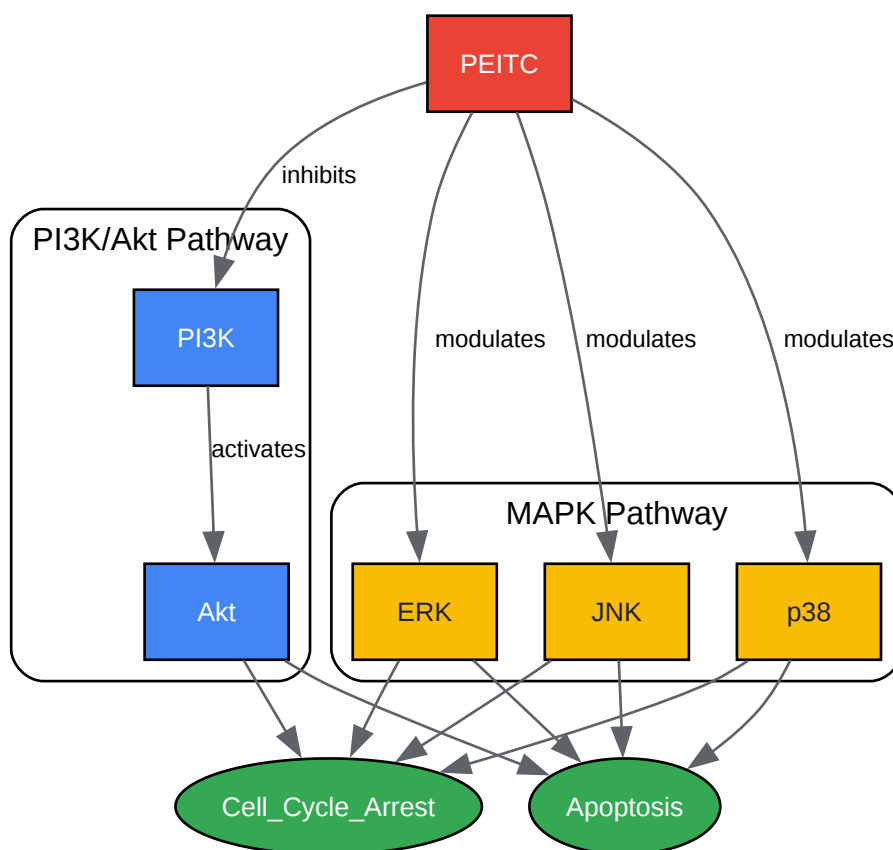 PEITC
inhibits
PI3K/Akt Pathway
PI3K
modulates
modulates
modulates
activates
MAPK Pathway
Akt
ERK
JNK
p38
Cell_Cycle_Arrest
Apoptosis